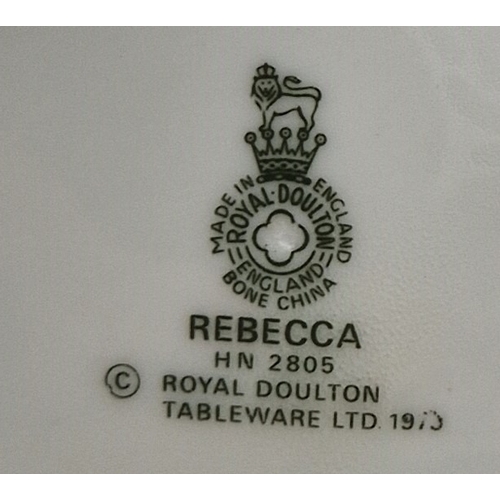 MADE IN ENGLAND
ROYAL · DOULTON
ENGLAND
BONE CHINA
REBECCA
HN 2805
© ROYAL DOULTON
TABLEWARE LTD.